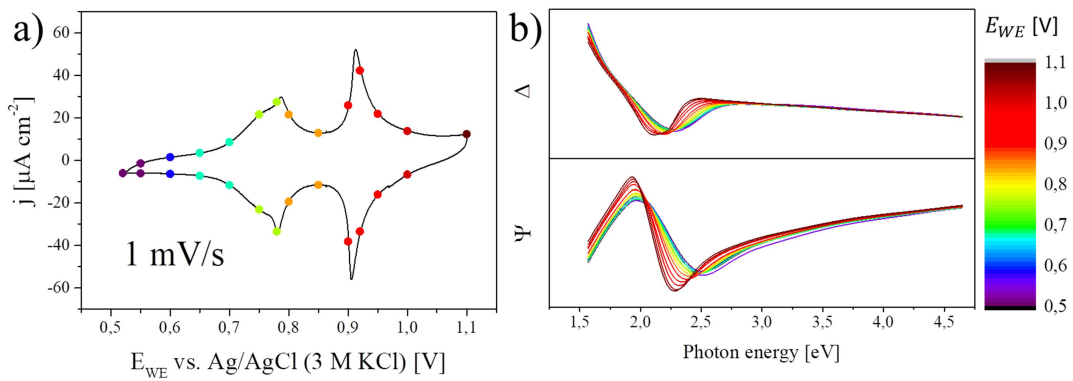 a)
60
40
20
0
-20
-40
-60
j [µA cm⁻²]
1 mV/s
0,5 0,6 0,7 0,8 0,9 1,0 1,1
E_WE vs. Ag/AgCl (3 M KCl) [V]
b)
Δ
Ψ
1,5 2,0 2,5 3,0 3,5 4,0 4,5
Photon energy [eV]
E_WE [V]
1,1
1,0
0,9
0,8
0,7
0,6
0,5